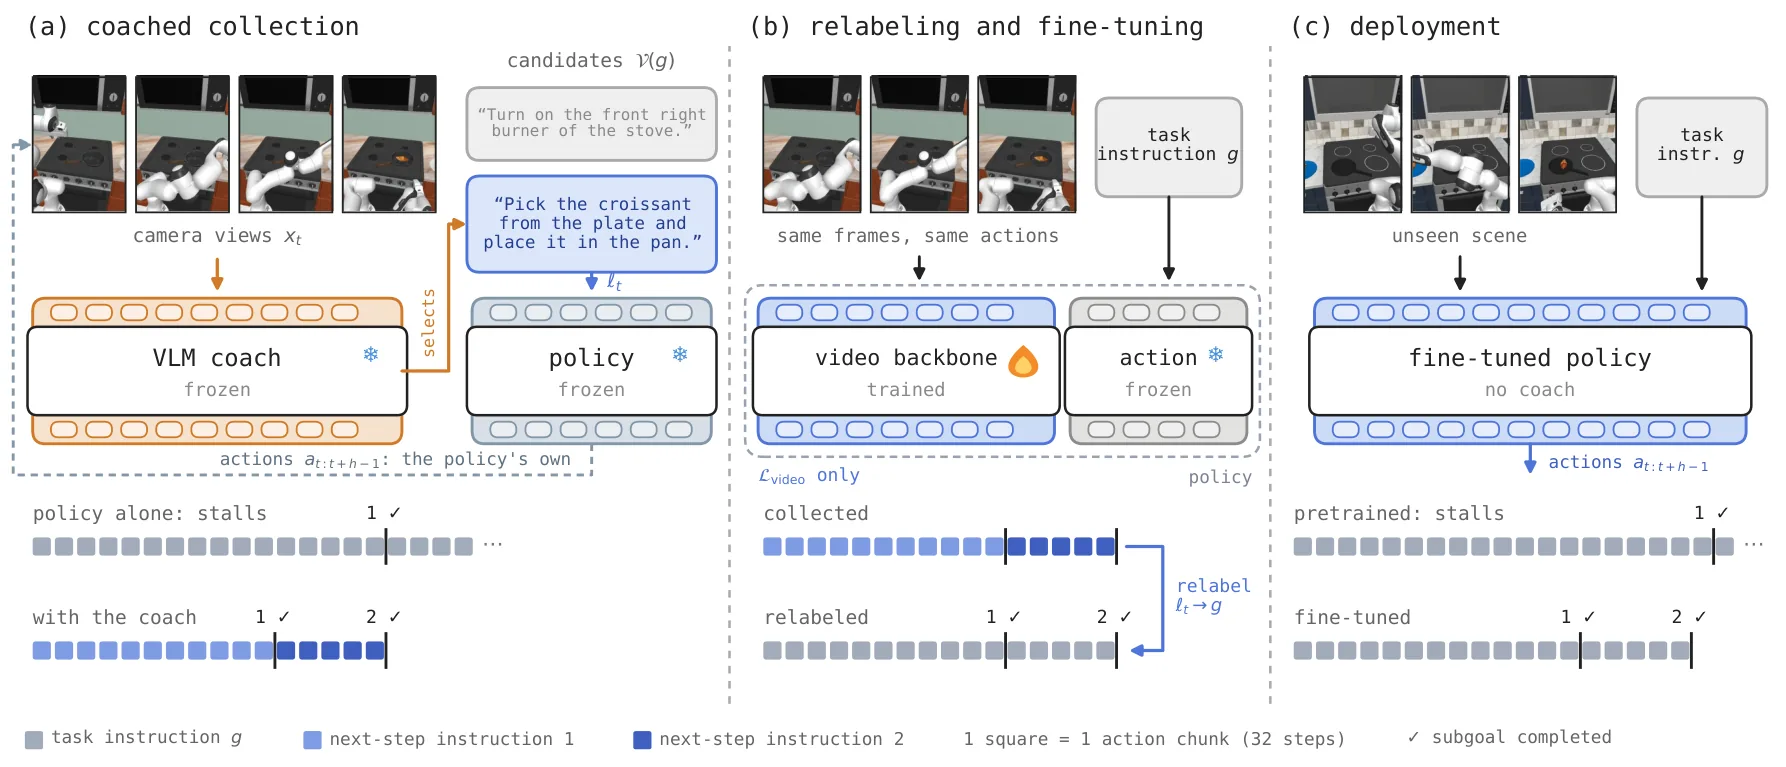 (a) coached collection
candidates 𝒱(g)
“Turn on the front right
burner of the stove.”
“Pick the croissant
from the plate and
place it in the pan.”
camera views xₜ
ℓₜ
selects
VLM coach
frozen
policy
frozen
actions a_{t:t+h−1}: the policy's own
policy alone: stalls
1 ✓
...
with the coach
1 ✓
2 ✓
(b) relabeling and fine-tuning
task
instruction g
same frames, same actions
video backbone
trained
action
frozen
ℒ_video only
policy
collected
relabel
ℓₜ→g
relabeled
1 ✓
2 ✓
(c) deployment
task
instr. g
unseen scene
fine-tuned policy
no coach
actions a_{t:t+h−1}
pretrained: stalls
1 ✓
...
fine-tuned
1 ✓
2 ✓
task instruction g
next-step instruction 1
next-step instruction 2
1 square = 1 action chunk (32 steps)
✓ subgoal completed